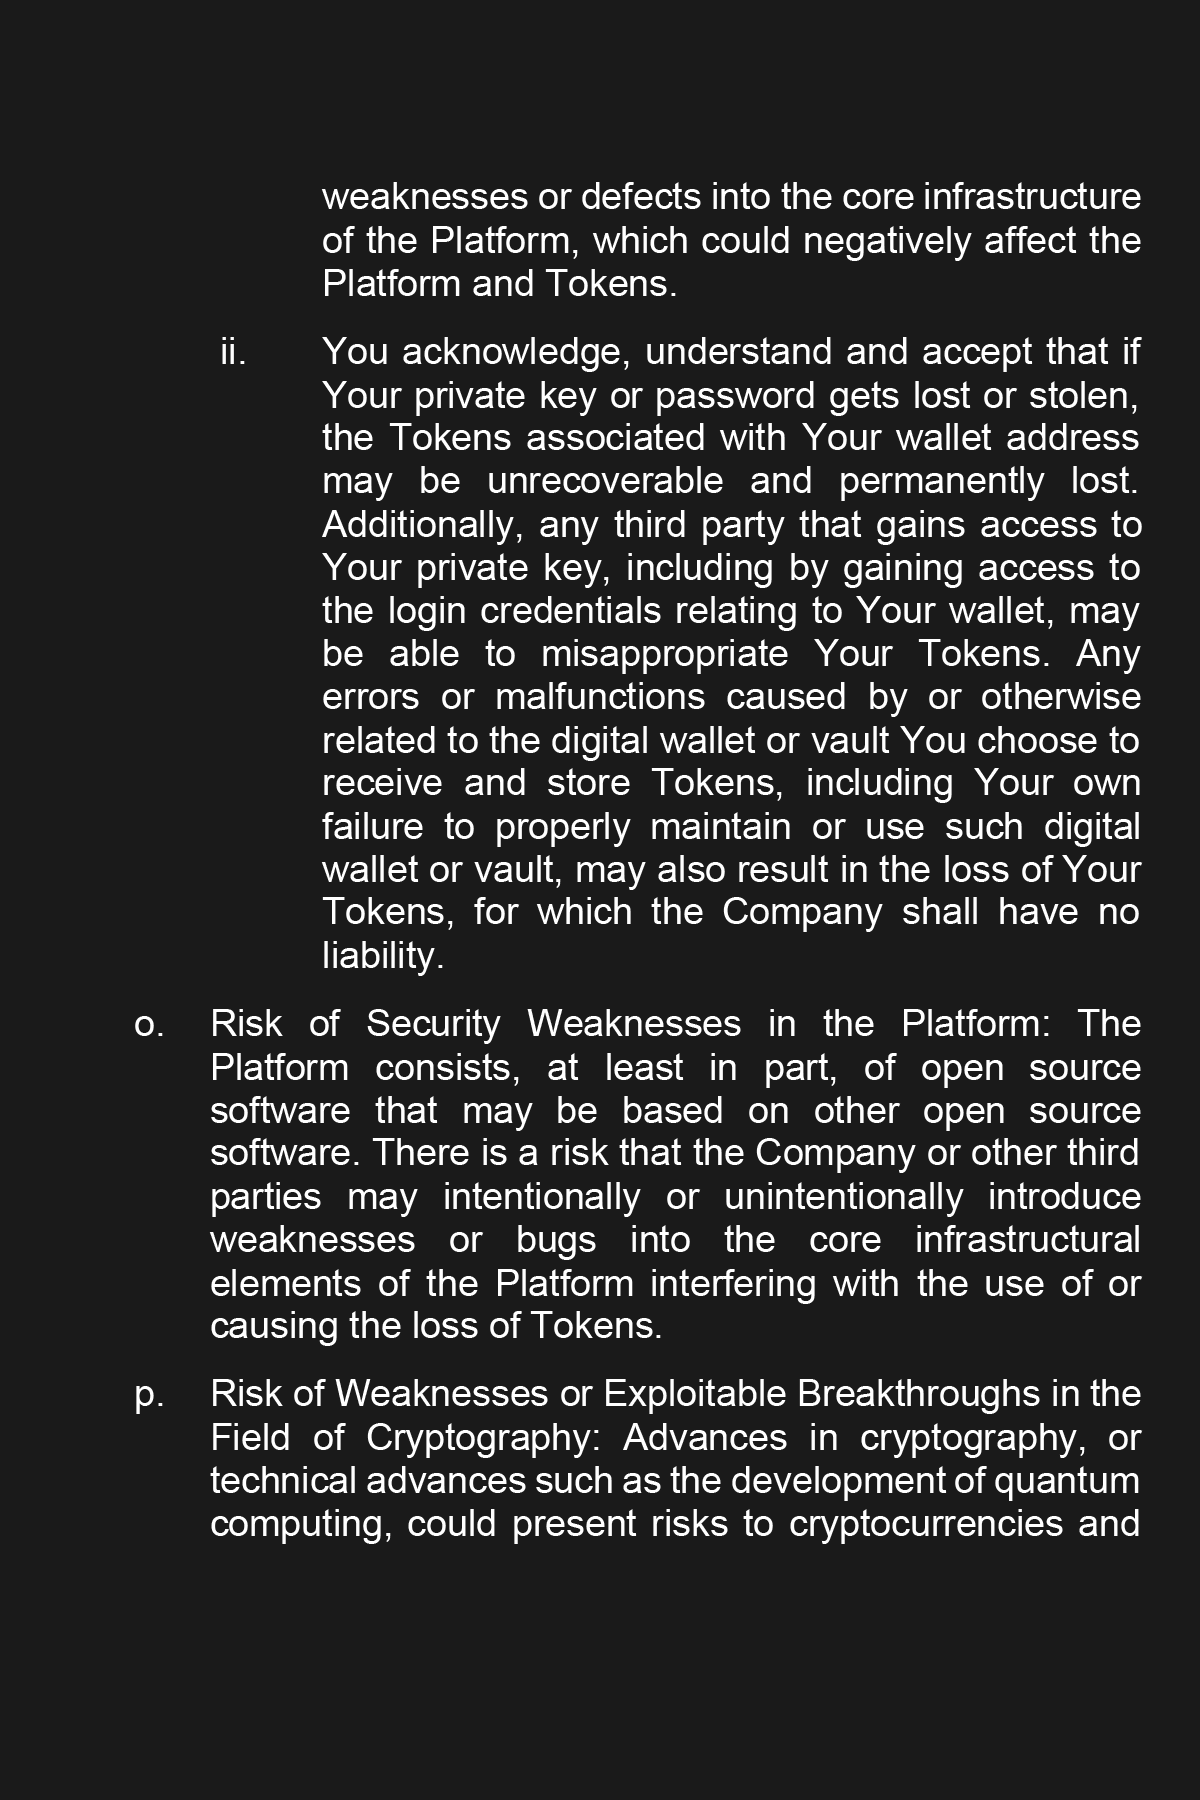 weaknesses or defects into the core infrastructure
of the Platform, which could negatively affect the
Platform and Tokens.
ii. You acknowledge, understand and accept that if
Your private key or password gets lost or stolen,
the Tokens associated with Your wallet address
may be unrecoverable and permanently lost.
Additionally, any third party that gains access to
Your private key, including by gaining access to
the login credentials relating to Your wallet, may
be able to misappropriate Your Tokens. Any
errors or malfunctions caused by or otherwise
related to the digital wallet or vault You choose to
receive and store Tokens, including Your own
failure to properly maintain or use such digital
wallet or vault, may also result in the loss of Your
Tokens, for which the Company shall have no
liability.
o. Risk of Security Weaknesses in the Platform: The
Platform consists, at least in part, of open source
software that may be based on other open source
software. There is a risk that the Company or other third
parties may intentionally or unintentionally introduce
weaknesses or bugs into the core infrastructural
elements of the Platform interfering with the use of or
causing the loss of Tokens.
p. Risk of Weaknesses or Exploitable Breakthroughs in the
Field of Cryptography: Advances in cryptography, or
technical advances such as the development of quantum
computing, could present risks to cryptocurrencies and